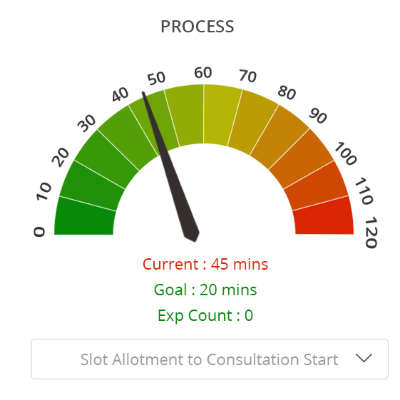 PROCESS
0
10
20
30
40
50
60
70
80
90
100
110
120
Current : 45 mins
Goal : 20 mins
Exp Count : 0
Slot Allotment to Consultation Start